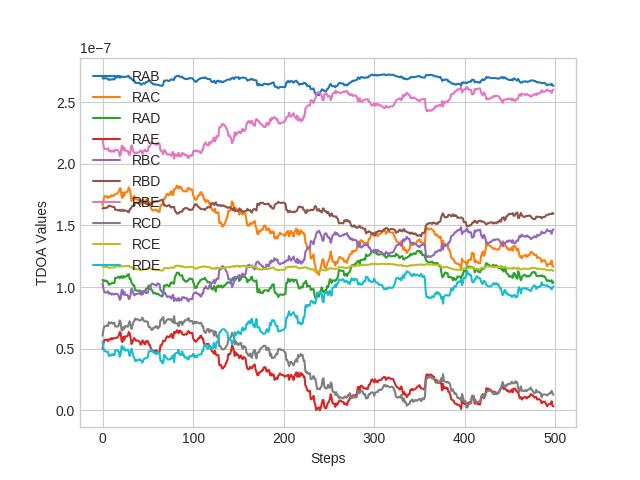 1e−7
2.5
2.0
1.5
1.0
0.5
0.0
TDOA Values
RAB
RAC
RAD
RAE
RBC
RBD
RBE
RCD
RCE
RDE
0
100
200
300
400
500
Steps